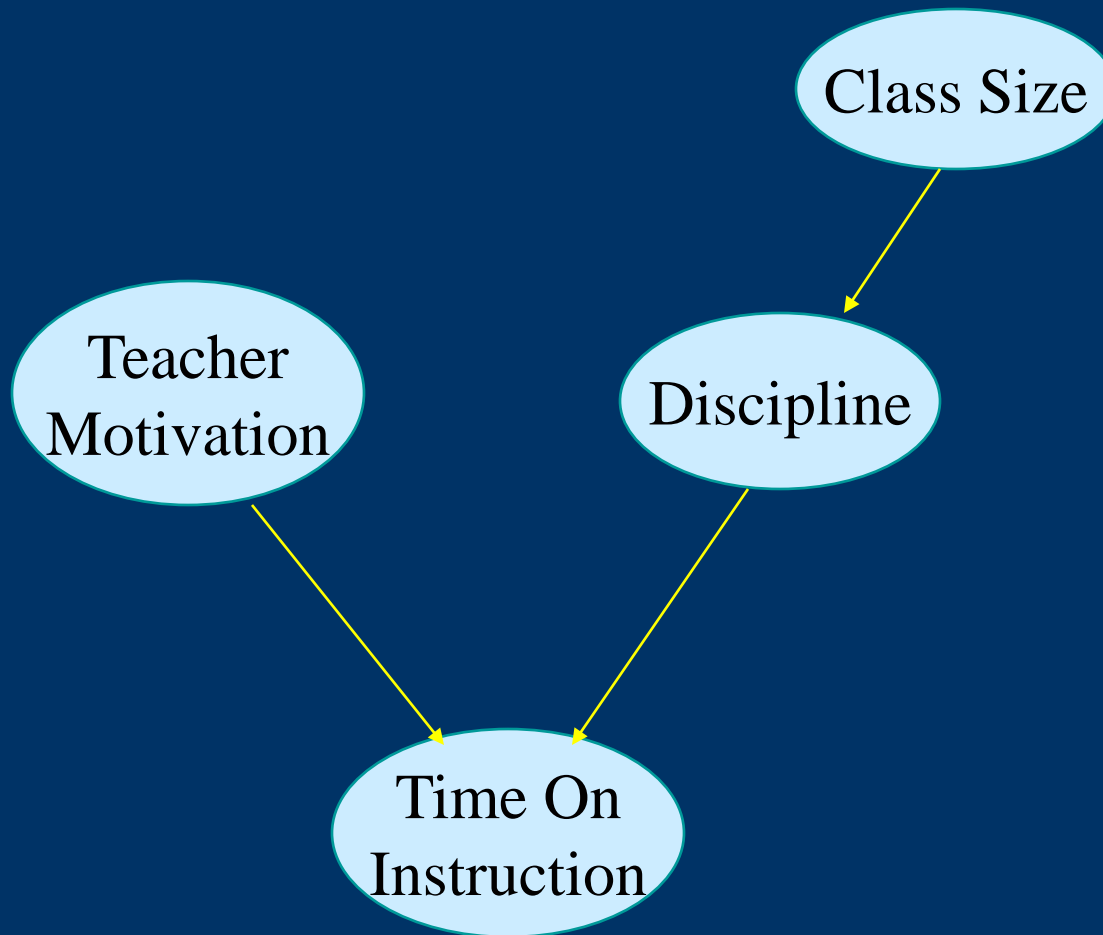 Class Size
Teacher
Motivation
Discipline
Time On
Instruction